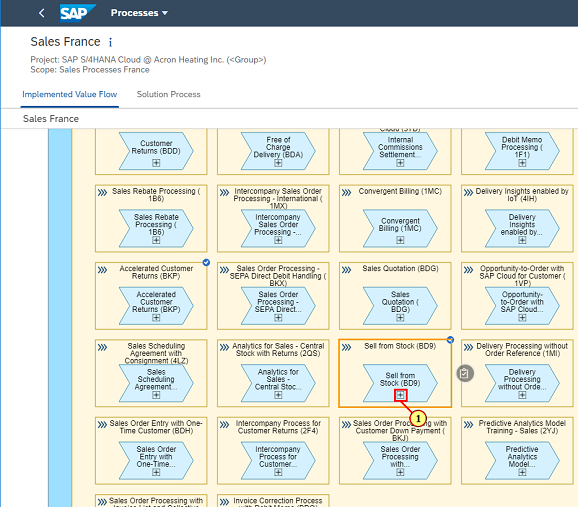 SAP Processes
Sales France i
Project: SAP S/4HANA Cloud @ Acron Heating Inc. (<Group>)
Scope: Sales Processes France
Implemented Value Flow Solution Process
Sales France
Customer
Returns (BDD)
Free of
Charge
Delivery (BDA)
Cloud (3TB)
Internal
Commissions
Settlement...
Debit Memo
Processing (
1F1)
Sales Rebate Processing (
1B6)
Sales Rebate
Processing (
1B6)
Intercompany Sales Order
Processing - International (
1MX)
Intercompany
Sales Order
Processing -...
Convergent Billing (1MC)
Convergent
Billing (1MC)
Delivery Insights enabled by
IoT (4IH)
Delivery
Insights
enabled by...
Accelerated Customer
Returns (BKP)
Accelerated
Customer
Returns (BKP)
Sales Order Processing -
SEPA Direct Debit Handling (
BKX)
Sales Order
Processing -
SEPA Direct...
Sales Quotation (BDG)
Sales
Quotation (
BDG)
Opportunity-to-Order with
SAP Cloud for Customer (
1VP)
Opportunity-
to-Order with
SAP Cloud...
Sales Scheduling
Agreement with
Consignment (4LZ)
Sales
Scheduling
Agreement...
Analytics for Sales - Central
Stock with Returns (2QS)
Analytics for
Sales -
Central Stoc...
Sell from Stock (BD9)
Sell from
Stock (BD9)
1
Delivery Processing without
Order Reference (1MI)
Delivery
Processing
without Orde...
Sales Order Entry with One-
Time Customer (BDH)
Sales Order
Entry with
One-Time...
Intercompany Process for
Customer Returns (2F4)
Intercompany
Process for
Customer...
Sales Order Processing with
Customer Down Payment (
BKJ)
Sales Order
Processing
with...
Predictive Analytics Model
Training - Sales (2YJ)
Predictive
Analytics
Model...
Sales Order Processing with
Invoice Correction Process